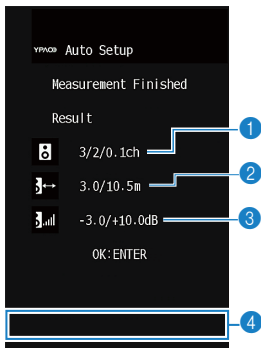 YPAO Auto Setup
Measurement Finished
Result
3/2/0.1ch
1
3.0/10.5m
2
-3.0/+10.0dB
3
OK:ENTER
4